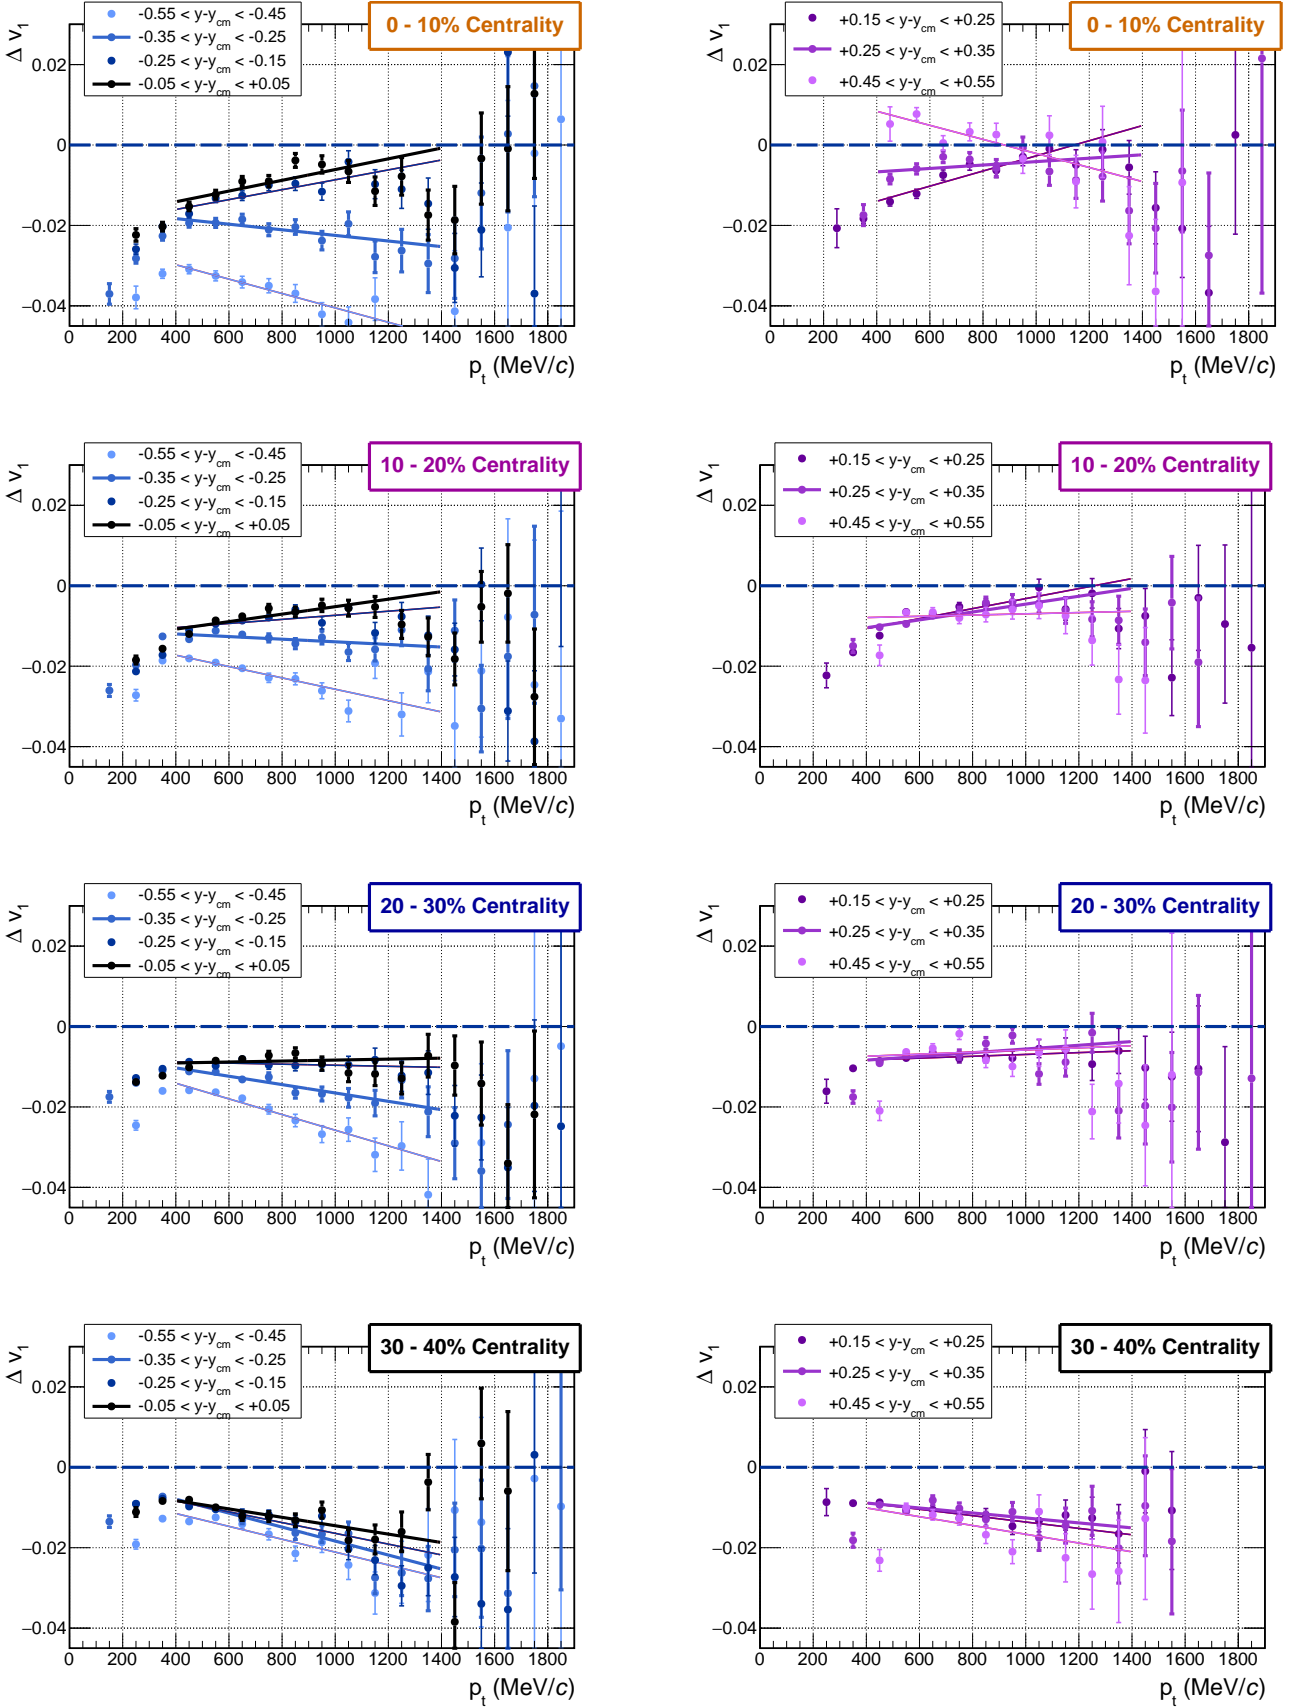 -0.55 < y-ycm < -0.45
-0.35 < y-ycm < -0.25
-0.25 < y-ycm < -0.15
-0.05 < y-ycm < +0.05
0 - 10% Centrality
Δ v1
0.02
0
−0.02
−0.04
0 200 400 600 800 1000 1200 1400 1600 1800
pt (MeV/c)
+0.15 < y-ycm < +0.25
+0.25 < y-ycm < +0.35
+0.45 < y-ycm < +0.55
0 - 10% Centrality
Δ v1
0.02
0
−0.02
−0.04
0 200 400 600 800 1000 1200 1400 1600 1800
pt (MeV/c)
-0.55 < y-ycm < -0.45
-0.35 < y-ycm < -0.25
-0.25 < y-ycm < -0.15
-0.05 < y-ycm < +0.05
10 - 20% Centrality
Δ v1
0.02
0
−0.02
−0.04
0 200 400 600 800 1000 1200 1400 1600 1800
pt (MeV/c)
+0.15 < y-ycm < +0.25
+0.25 < y-ycm < +0.35
+0.45 < y-ycm < +0.55
10 - 20% Centrality
Δ v1
0.02
0
−0.02
−0.04
0 200 400 600 800 1000 1200 1400 1600 1800
pt (MeV/c)
-0.55 < y-ycm < -0.45
-0.35 < y-ycm < -0.25
-0.25 < y-ycm < -0.15
-0.05 < y-ycm < +0.05
20 - 30% Centrality
Δ v1
0.02
0
−0.02
−0.04
0 200 400 600 800 1000 1200 1400 1600 1800
pt (MeV/c)
+0.15 < y-ycm < +0.25
+0.25 < y-ycm < +0.35
+0.45 < y-ycm < +0.55
20 - 30% Centrality
Δ v1
0.02
0
−0.02
−0.04
0 200 400 600 800 1000 1200 1400 1600 1800
pt (MeV/c)
-0.55 < y-ycm < -0.45
-0.35 < y-ycm < -0.25
-0.25 < y-ycm < -0.15
-0.05 < y-ycm < +0.05
30 - 40% Centrality
Δ v1
0.02
0
−0.02
−0.04
0 200 400 600 800 1000 1200 1400 1600 1800
pt (MeV/c)
+0.15 < y-ycm < +0.25
+0.25 < y-ycm < +0.35
+0.45 < y-ycm < +0.55
30 - 40% Centrality
Δ v1
0.02
0
−0.02
−0.04
0 200 400 600 800 1000 1200 1400 1600 1800
pt (MeV/c)